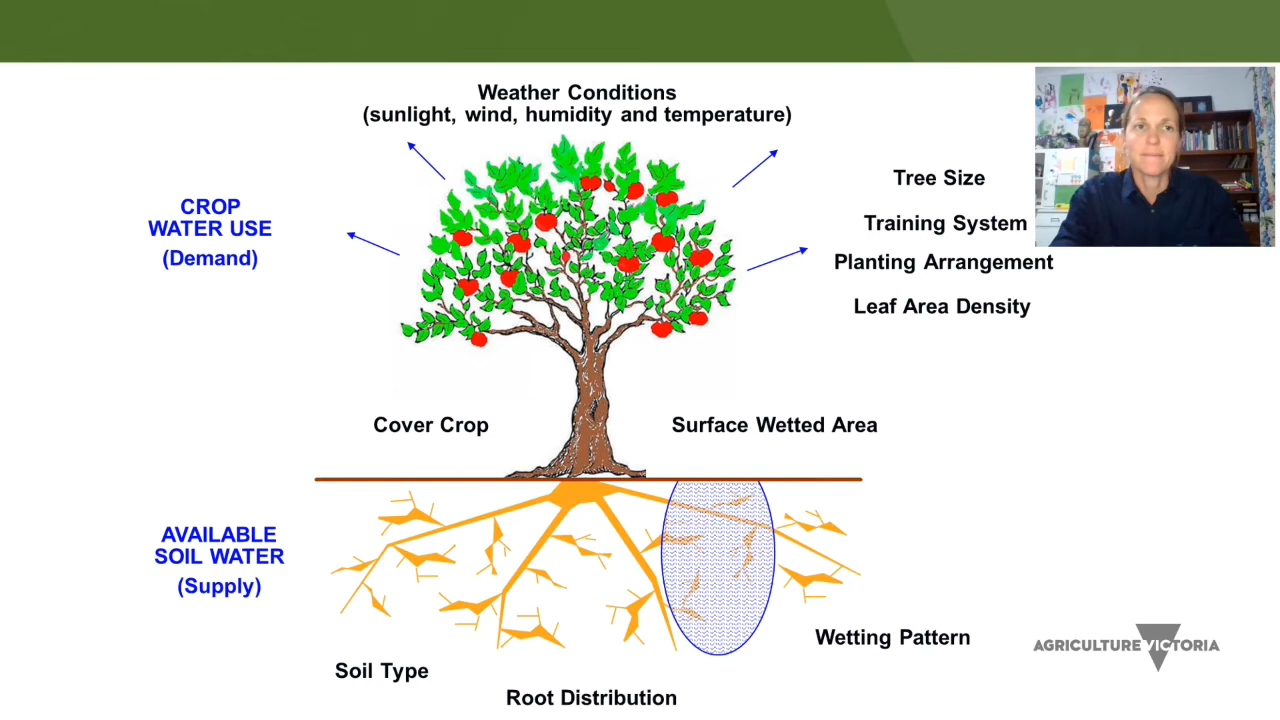 Weather Conditions
(sunlight, wind, humidity and temperature)
CROP
WATER USE
(Demand)
Tree Size
Training System
Planting Arrangement
Leaf Area Density
Cover Crop
Surface Wetted Area
AVAILABLE
SOIL WATER
(Supply)
Wetting Pattern
Soil Type
Root Distribution
AGRICULTURE VICTORIA